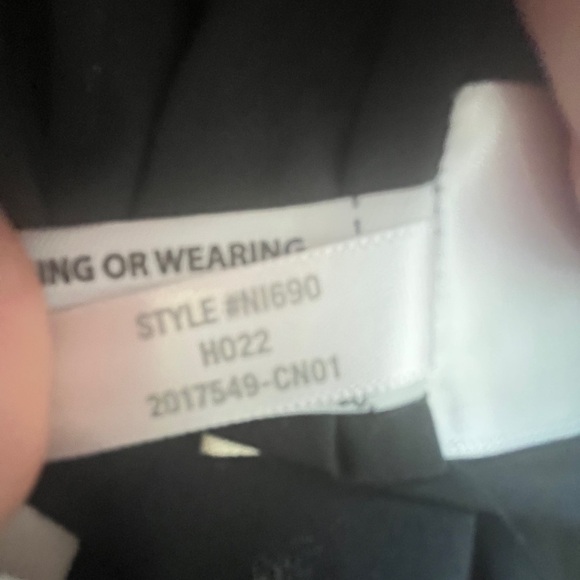 ING OR WEARING
STYLE #NI690
H022
2017549-CN01